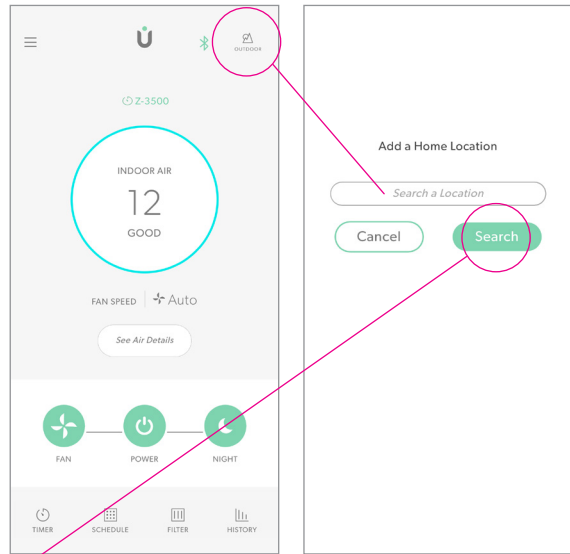 OUTDOOR
Z-3500
INDOOR AIR
12
GOOD
FAN SPEED Auto
See Air Details
FAN POWER NIGHT
TIMER SCHEDULE FILTER HISTORY
Add a Home Location
Search a Location
Cancel Search